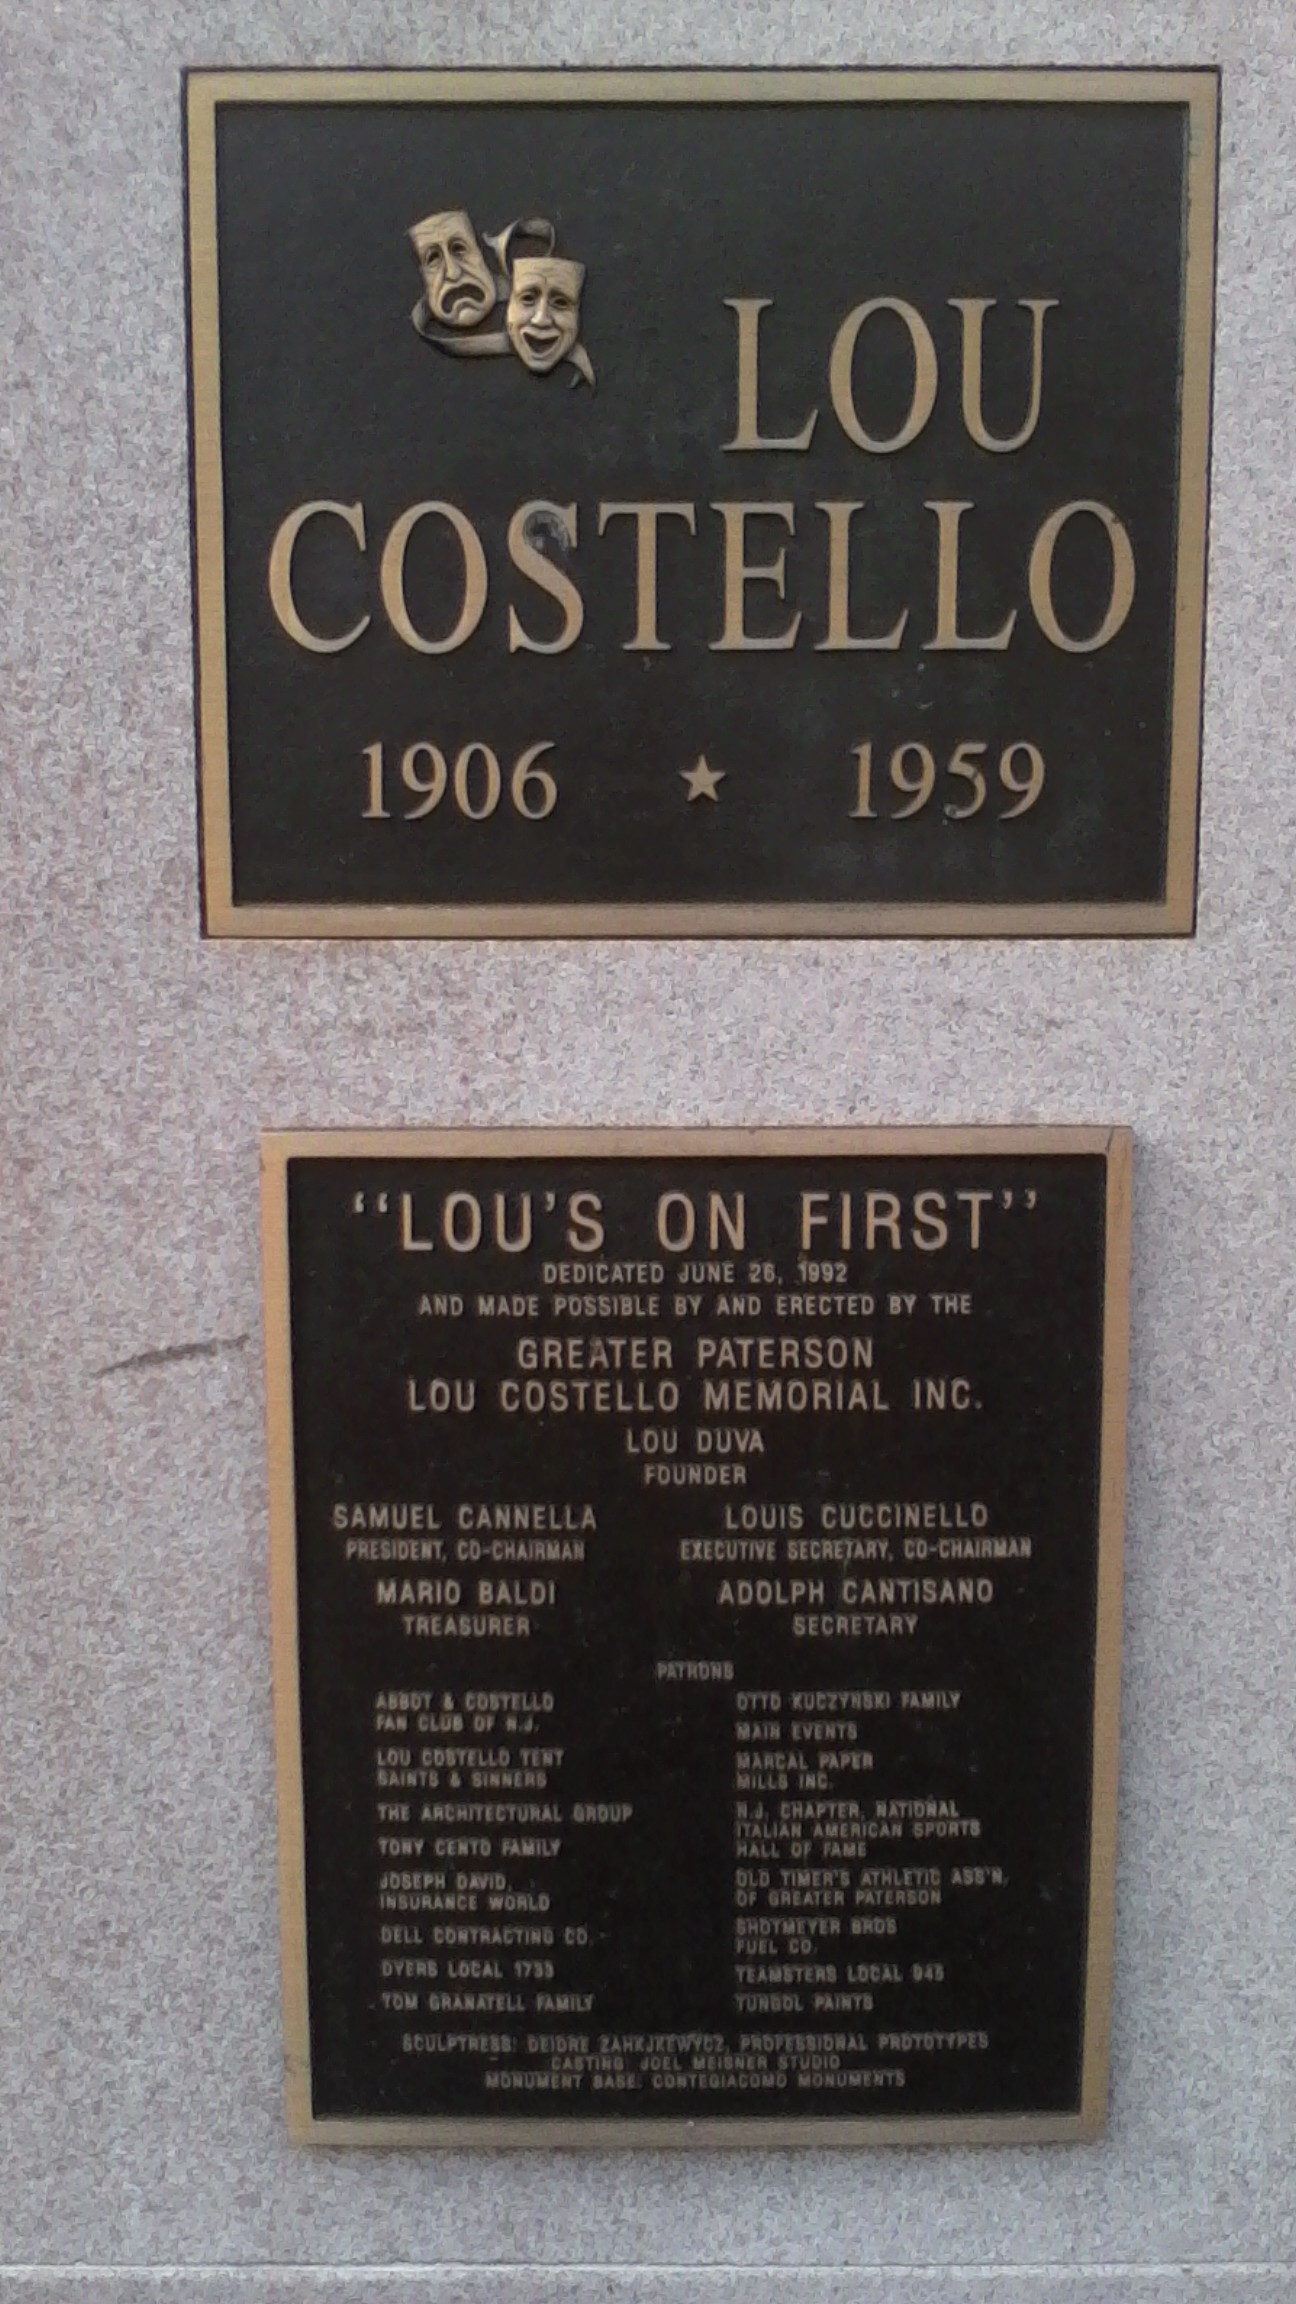 LOU
COSTELLO
1906 ★ 1959
"LOU'S ON FIRST"
DEDICATED JUNE 26, 1992
AND MADE POSSIBLE BY AND ERECTED BY THE
GREATER PATERSON
LOU COSTELLO MEMORIAL INC.
LOU DUVA
FOUNDER
SAMUEL CANNELLA
PRESIDENT, CO-CHAIRMAN
LOUIS CUCCINELLO
EXECUTIVE SECRETARY, CO-CHAIRMAN
MARIO BALDI
TREASURER
ADOLPH CANTISANO
SECRETARY
PATRONS
ABBOT & COSTELLO
FAN CLUB OF N.J.
LOU COSTELLO TENT
SAINTS & SINNERS
THE ARCHITECTURAL GROUP
TONY CENTO FAMILY
JOSEPH DAVID,
INSURANCE WORLD
DELL CONTRACTING CO.
DYERS LOCAL 1733
TOM GRANATELL FAMILY
OTTO KUCZYNSKI FAMILY
MAIN EVENTS
MARCAL PAPER
MILLS INC.
N.J. CHAPTER, NATIONAL
ITALIAN AMERICAN SPORTS
HALL OF FAME
OLD TIMER'S ATHLETIC ASS'N.
OF GREATER PATERSON
SHOTMEYER BROS
FUEL CO.
TEAMSTERS LOCAL 945
PAINTS
SCULPTRESS: DEIDRE PROFESSIONAL PROTOTYPES
CASTING: JOEL MEISNER STUDIO
MONUMENT BASE: CONTEGIACOMO MONUMENTS